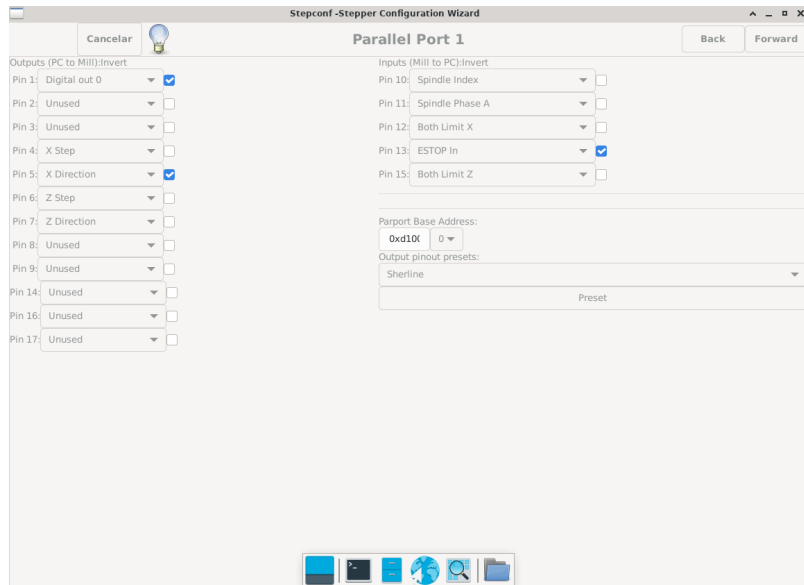 Stepconf -Stepper Configuration Wizard
Cancelar
Parallel Port 1
Back
Forward
Outputs (PC to Mill):Invert
Pin 1: Digital out 0
Pin 2: Unused
Pin 3: Unused
Pin 4: X Step
Pin 5: X Direction
Pin 6: Z Step
Pin 7: Z Direction
Pin 8: Unused
Pin 9: Unused
Pin 14: Unused
Pin 16: Unused
Pin 17: Unused
Inputs (Mill to PC):Invert
Pin 10: Spindle Index
Pin 11: Spindle Phase A
Pin 12: Both Limit X
Pin 13: ESTOP In
Pin 15: Both Limit Z
Parport Base Address:
0
Output pinout presets:
Sherline
Preset